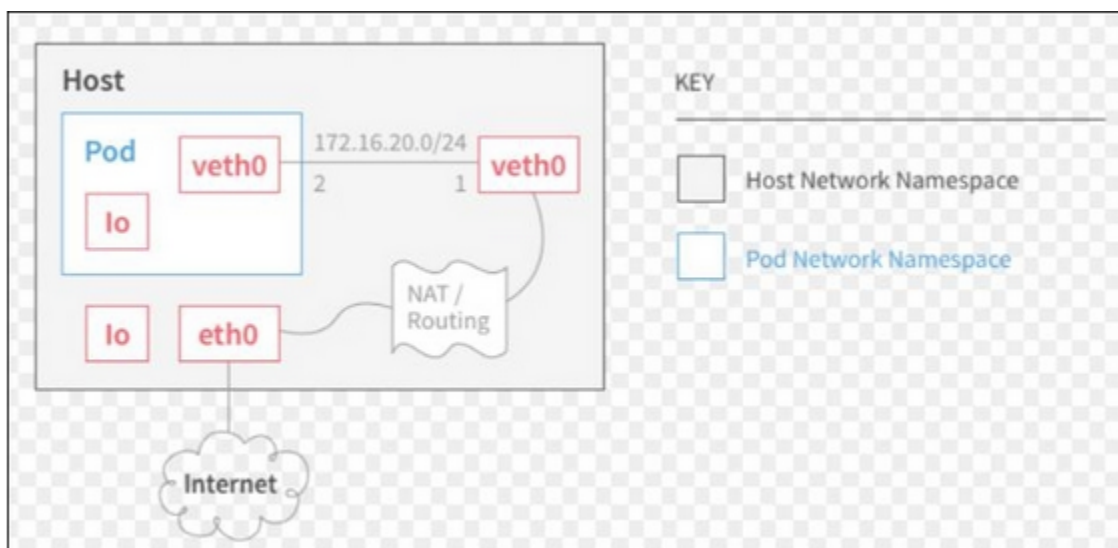 Host
Pod
veth0
172.16.20.0/24
veth0
2
1
lo
NAT /
Routing
lo
eth0
Internet
KEY
Host Network Namespace
Pod Network Namespace